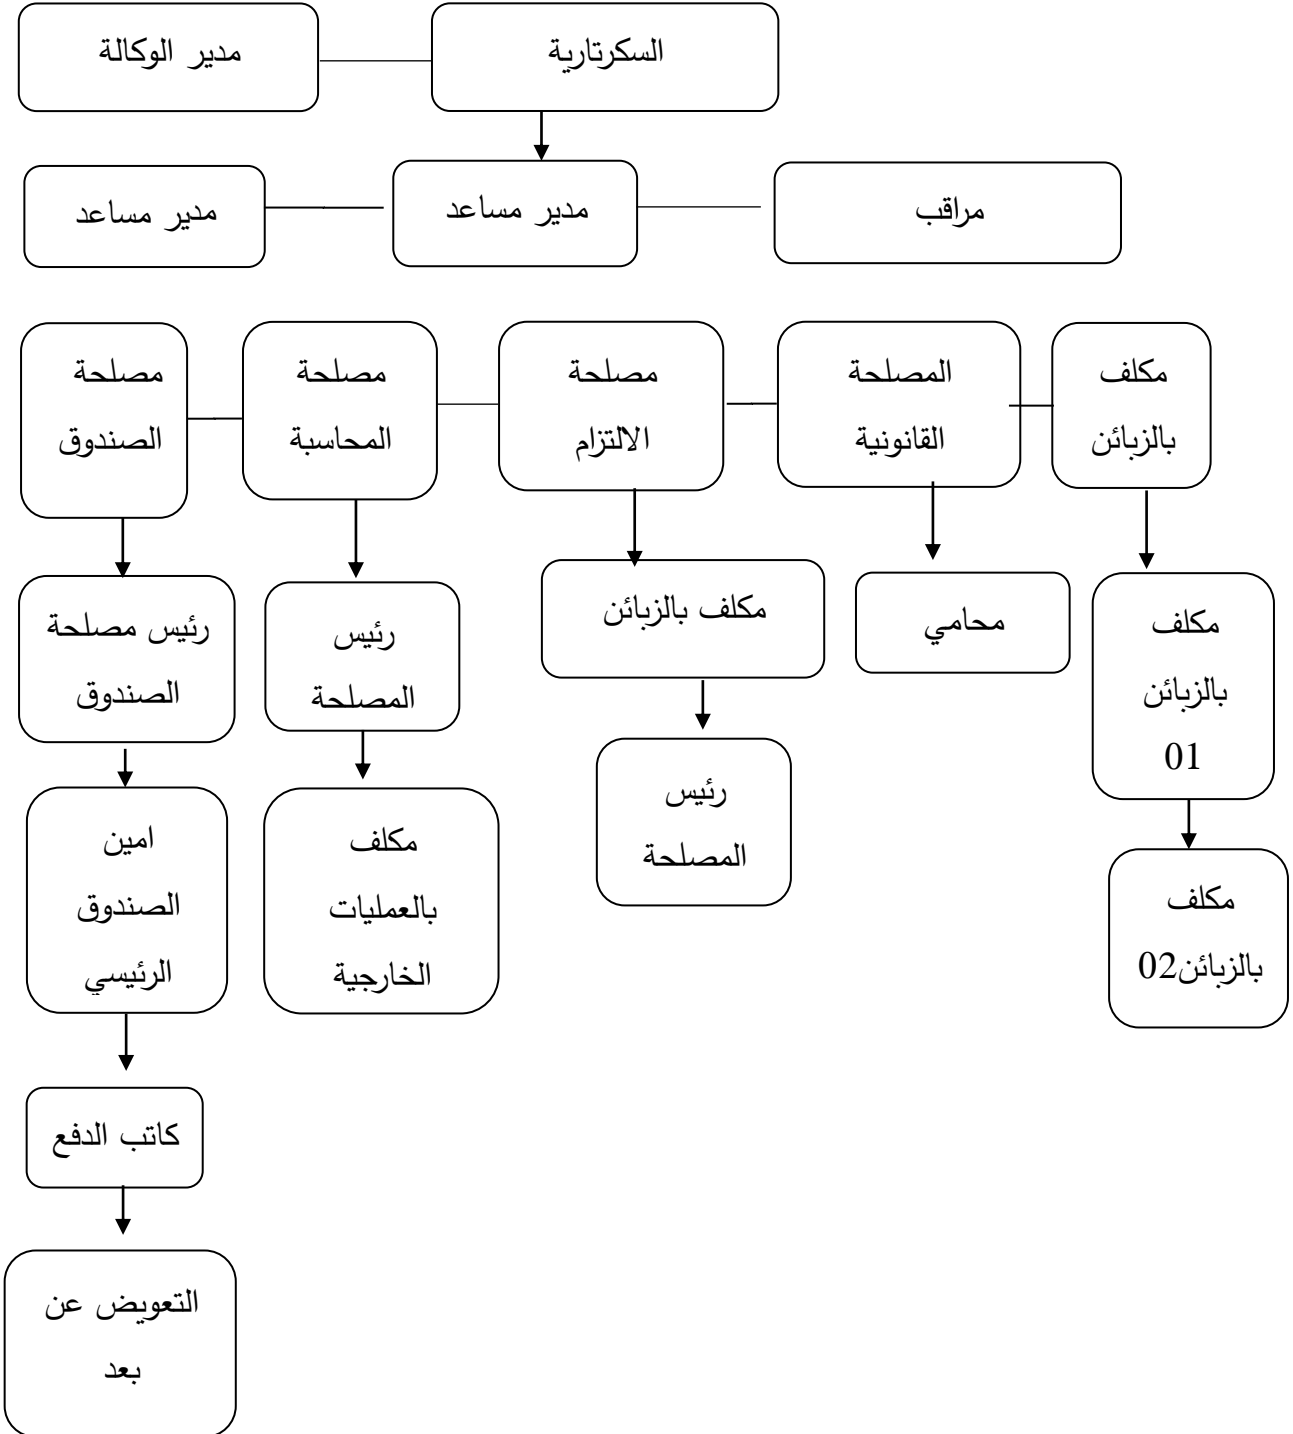 السكرتارية
مدير الوكالة
مراقب
مدير مساعد
مدير مساعد
مكلف
بالزبائن
المصلحة
القانونية
مصلحة
الالتزام
مصلحة
المحاسبة
مصلحة
الصندوق
مكلف
بالزبائن
01
محامي
مكلف بالزبائن
رئيس
المصلحة
رئيس مصلحة
الصندوق
مكلف
بالزبائن02
رئيس
المصلحة
مكلف
بالعمليات
الخارجية
امين
الصندوق
الرئيسي
كاتب الدفع
التعويض عن
بعد